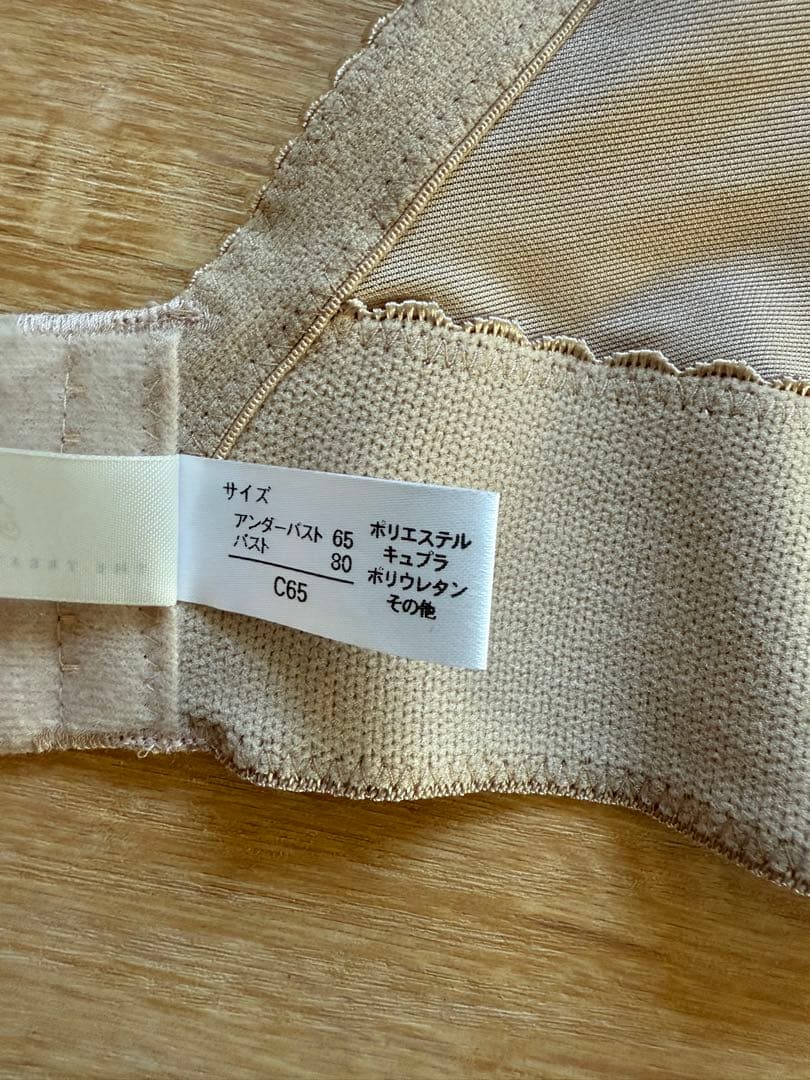 サイズ
アンダーバスト 65
バスト 80
C65
ポリエステル
キュプラ
ポリウレタン
その他